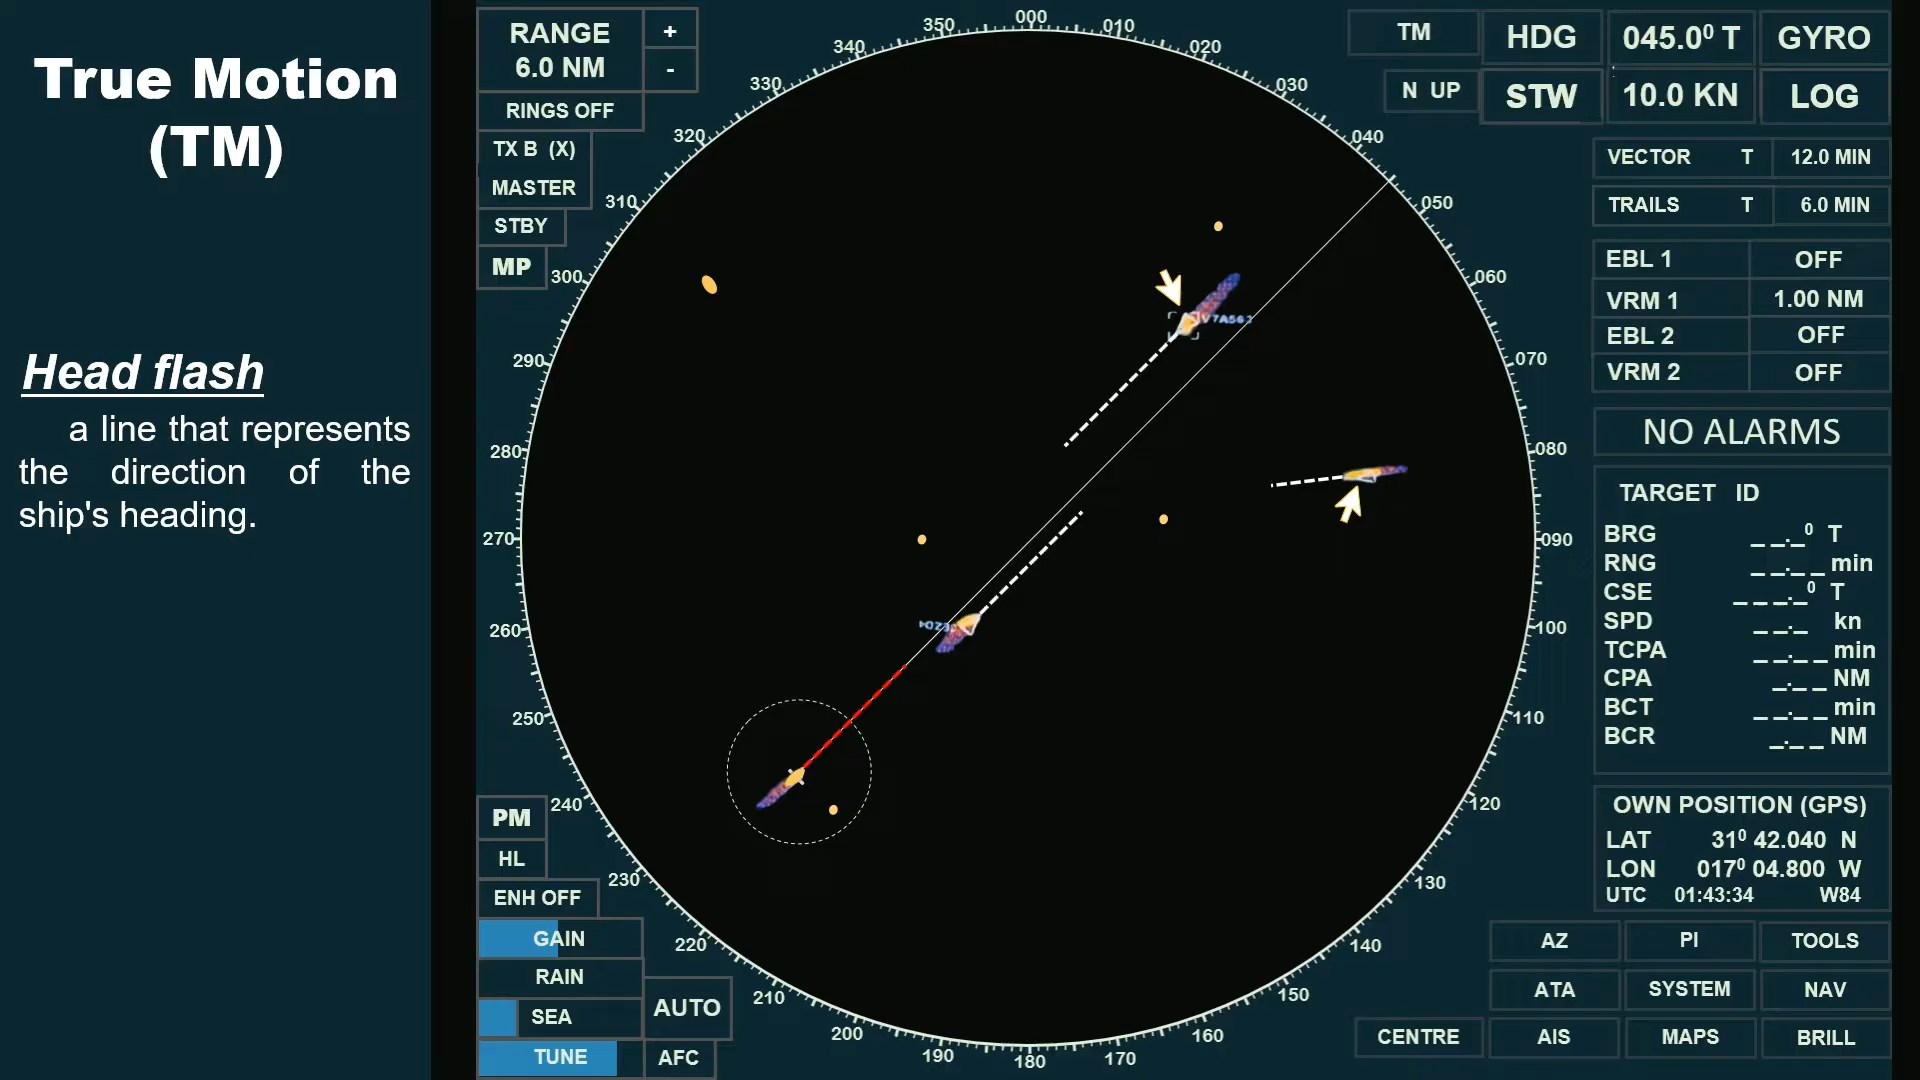 True Motion
(TM)
Head flash
a line that represents
the direction of the
ship's heading.
RANGE
6.0 NM
+
-
RINGS OFF
TX B (X)
MASTER
STBY
MP
000
010
020
030
040
050
060
070
080
090
100
110
120
130
140
150
160
170
180
190
200
210
220
230
240
250
260
270
280
290
300
310
320
330
340
350
V7A563
TM
HDG
045.0⁰ T
GYRO
N UP
STW
10.0 KN
LOG
VECTOR T 12.0 MIN
TRAILS T 6.0 MIN
EBL 1 OFF
VRM 1 1.00 NM
EBL 2 OFF
VRM 2 OFF
NO ALARMS
TARGET ID
BRG _ _._⁰ T
RNG _ _._ _ min
CSE _ _ _._⁰ T
SPD _ _._ kn
TCPA _ _._ _ min
CPA _._ _ NM
BCT _ _._ _ min
BCR _._ _ NM
OWN POSITION (GPS)
LAT 31⁰ 42.040 N
LON 017⁰ 04.800 W
UTC 01:43:34 W84
PM
HL
ENH OFF
GAIN
RAIN
SEA
AUTO
TUNE
AFC
AZ
PI
TOOLS
ATA
SYSTEM
NAV
CENTRE
AIS
MAPS
BRILL